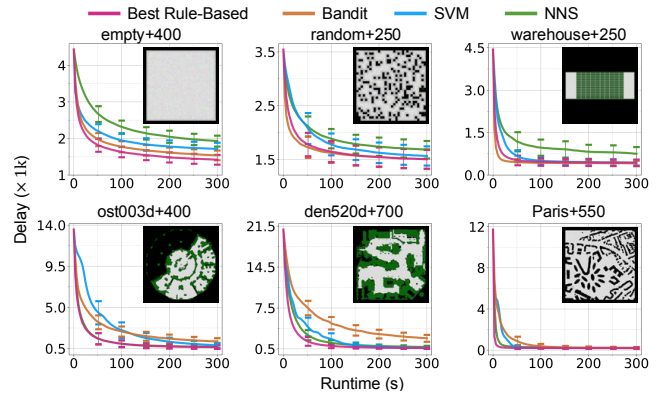 Best Rule-Based Bandit SVM NNS
empty+400 random+250 warehouse+250
4 3 2 1
3.5 2.5 1.5
4.5 3.0 1.5 0.0
0 100 200 300 0 100 200 300 0 100 200 300
Delay (× 1k)
ost003d+400 den520d+700 Paris+550
14.0 9.5 5.0 0.5
21.5 14.5 7.5 0.5
12 8 4 0
0 100 200 300 0 100 200 300 0 100 200 300
Runtime (s)